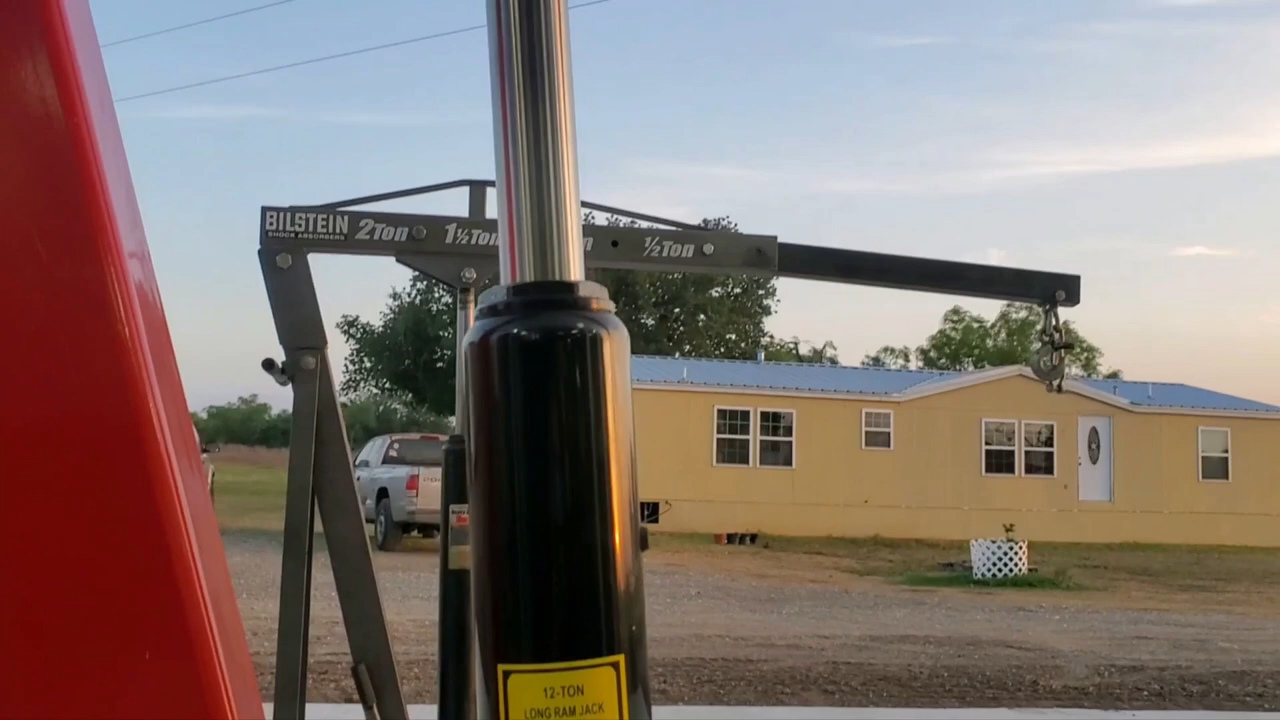 BILSTEIN
SHOCK ABSORBERS
2Ton
1½Ton
½Ton
12-TON
LONG RAM JACK